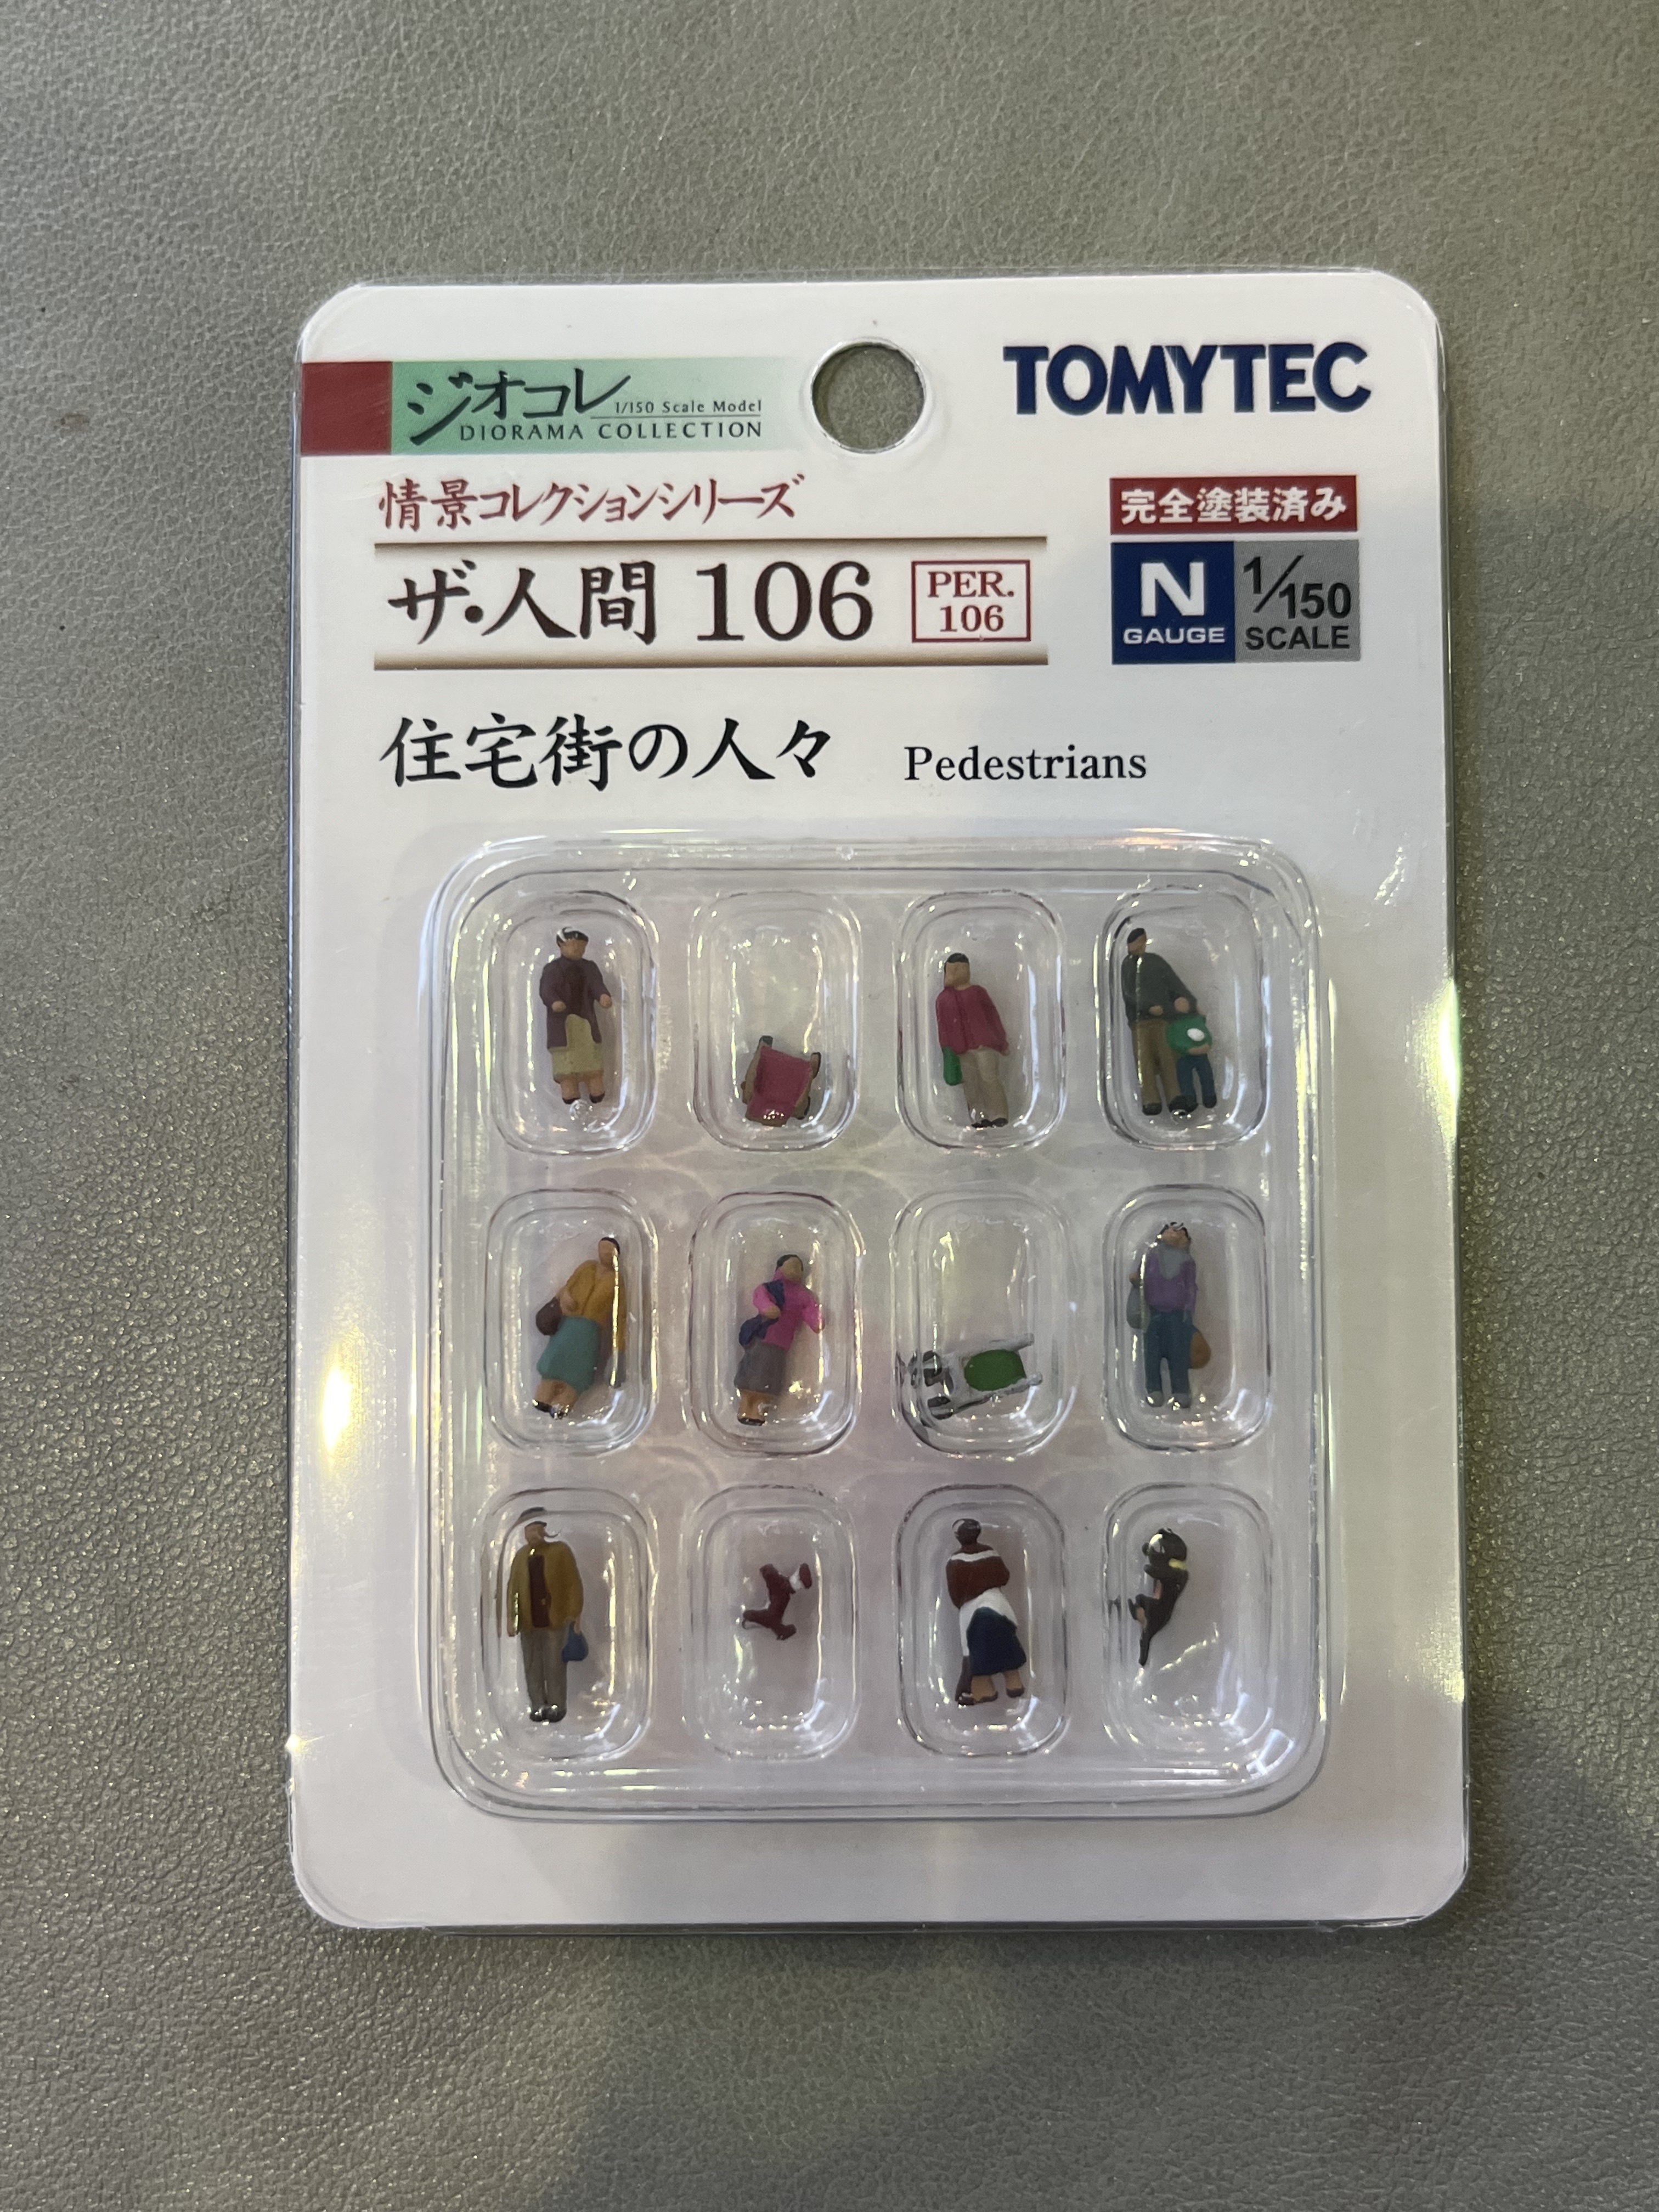 TOMYTEC
ジオコレ
1/150 Scale Model
DIORAMA COLLECTION
情景コレクションシリーズ
完全塗装済み
ザ・人間 106
PER.
106
N
GAUGE
1/150
SCALE
住宅街の人々 Pedestrians